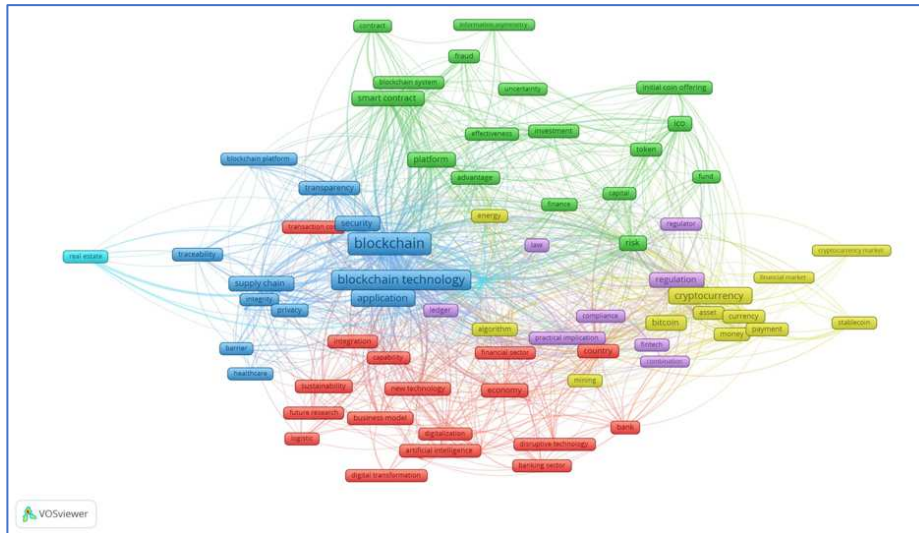 contract
information asymmetry
fraud
blockchain system
smart contract
uncertainty
initial coin offering
ico
effectiveness
investment
token
blockchain platform
platform
advantage
fund
transparency
capital
finance
energy
security
transaction cos
regulator
blockchain
law
risk
cryptocurrency market
real estate
traceability
blockchain technology
regulation
financial market
supply chain
cryptocurrency
integrity
application
privacy
ledger
compliance
asset
currency
bitcoin
stablecoin
algorithm
money
payment
practical implication
integration
fintech
barrier
capability
financial sector
country
healthcare
mining
sustainability
new technology
economy
future research
business model
bank
logistic
digitalization
disruptive technology
artificial intelligence
banking sector
digital transformation
VOSviewer